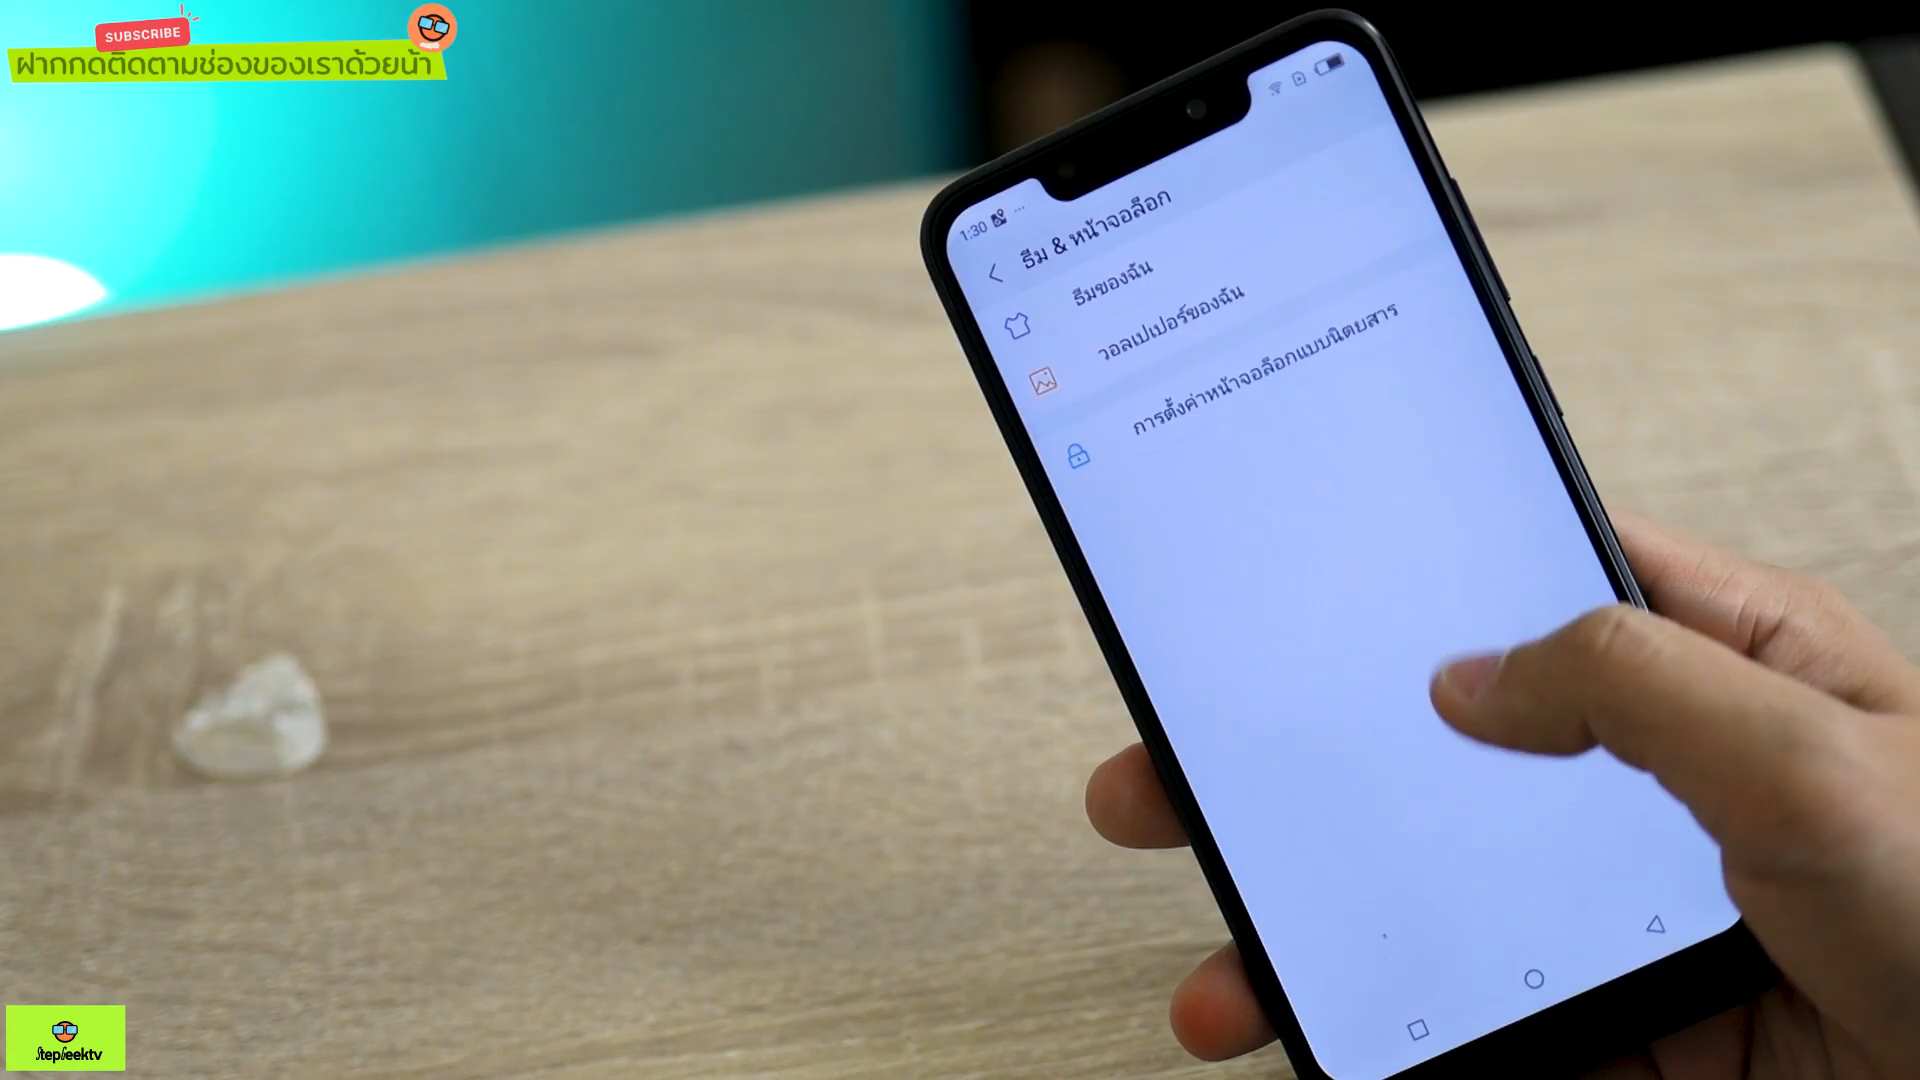 SUBSCRIBE
ฝากกดติดตามช่องของเราด้วยน้า
1:30
ธีม & หน้าจอล็อก
ธีมของฉัน
วอลเปเปอร์ของฉัน
การตั้งค่าหน้าจอล็อกแบบนิตยสาร
StepGeektv